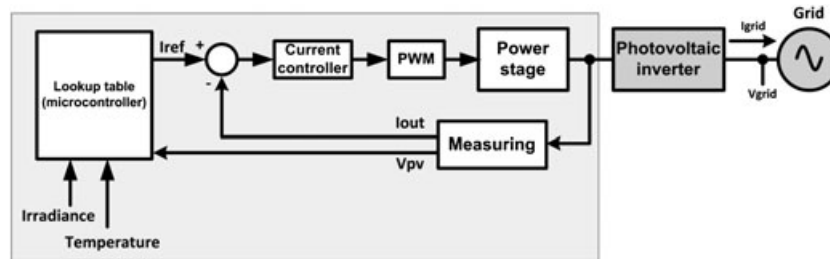 Grid
Iref
+
Current
controller
PWM
Power
stage
Photovoltaic
inverter
Igrid
Vgrid
Lookup table
(microcontroller)
-
Iout
Measuring
Vpv
Irradiance
Temperature